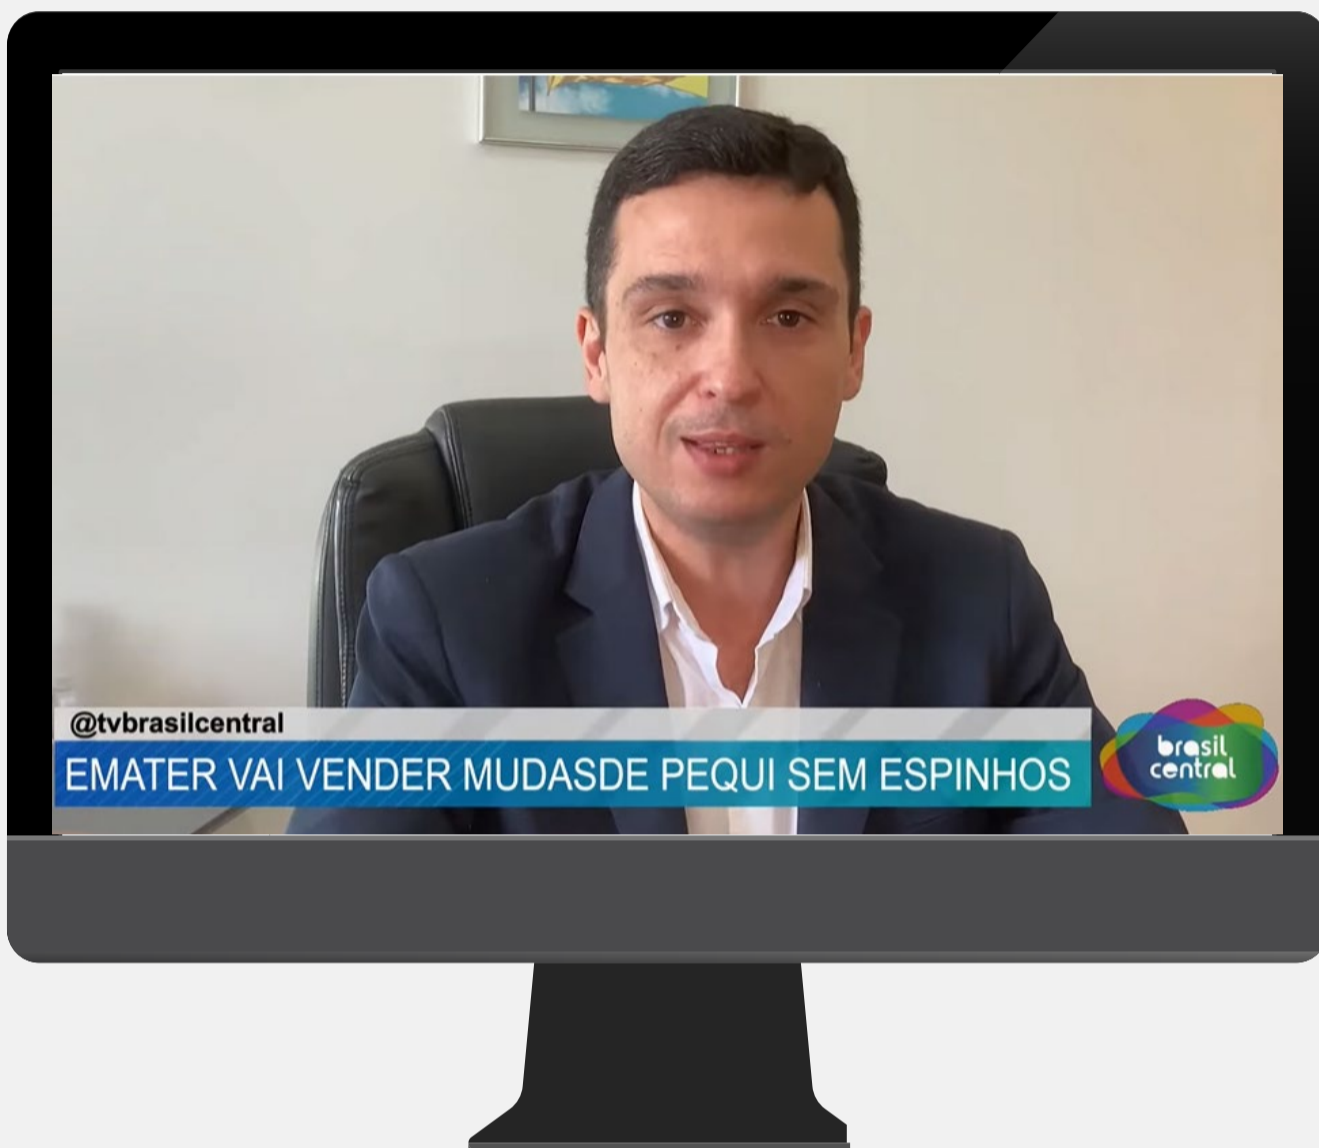 @tvbrasilcentral
EMATER VAI VENDER MUDASDE PEQUI SEM ESPINHOS
brasil
central